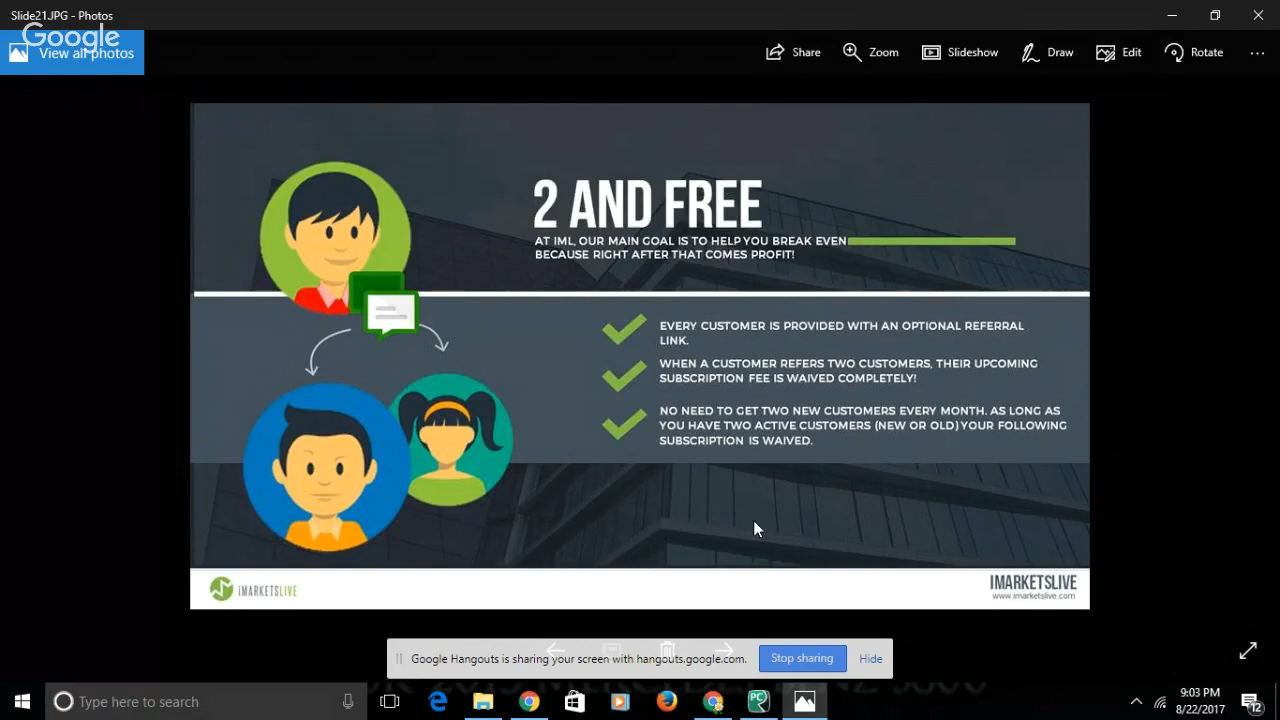 Slide21.JPG - Photos
Google
View all photos
Share
Zoom
Slideshow
Draw
Edit
Rotate
2 AND FREE
AT IML, OUR MAIN GOAL IS TO HELP YOU BREAK EVEN
BECAUSE RIGHT AFTER THAT COMES PROFIT!
EVERY CUSTOMER IS PROVIDED WITH AN OPTIONAL REFERRAL
LINK.
WHEN A CUSTOMER REFERS TWO CUSTOMERS, THEIR UPCOMING
SUBSCRIPTION FEE IS WAIVED COMPLETELY!
NO NEED TO GET TWO NEW CUSTOMERS EVERY MONTH. AS LONG AS
YOU HAVE TWO ACTIVE CUSTOMERS (NEW OR OLD) YOUR FOLLOWING
SUBSCRIPTION IS WAIVED.
iMARKETSLIVE
IMARKETSLIVE
www.imarketslive.com
Google Hangouts is sharing your screen with hangouts.google.com.
Stop sharing
Hide
Type here to search
9:03 PM
8/22/2017
12